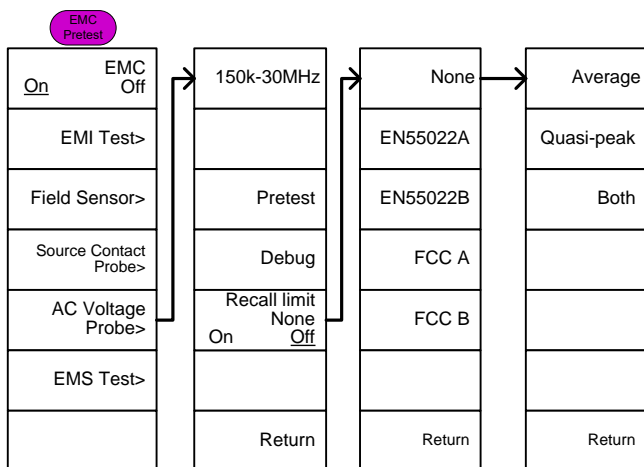 EMC
Pretest
EMC
On Off
EMI Test>
Field Sensor>
Source Contact
Probe>
AC Voltage
Probe>
EMS Test>
150k-30MHz
Pretest
Debug
Recall limit
None
On Off
Return
None
EN55022A
EN55022B
FCC A
FCC B
Return
Average
Quasi-peak
Both
Return